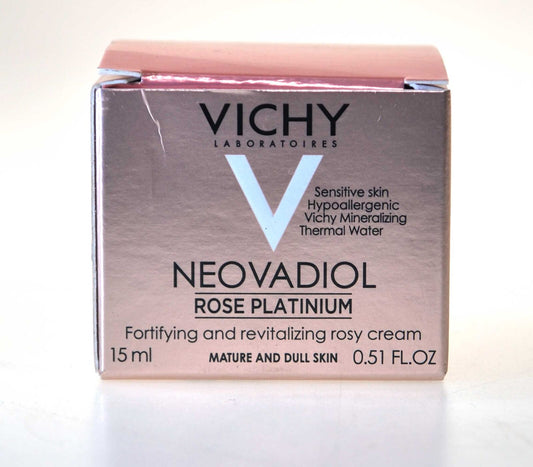 VICHY
LABORATOIRES
V
Sensitive skin
Hypoallergenic
Vichy Mineralizing
Thermal Water
NEOVADIOL
ROSE PLATINIUM
Fortifying and revitalizing rosy cream
15 ml MATURE AND DULL SKIN 0.51 FL.OZ